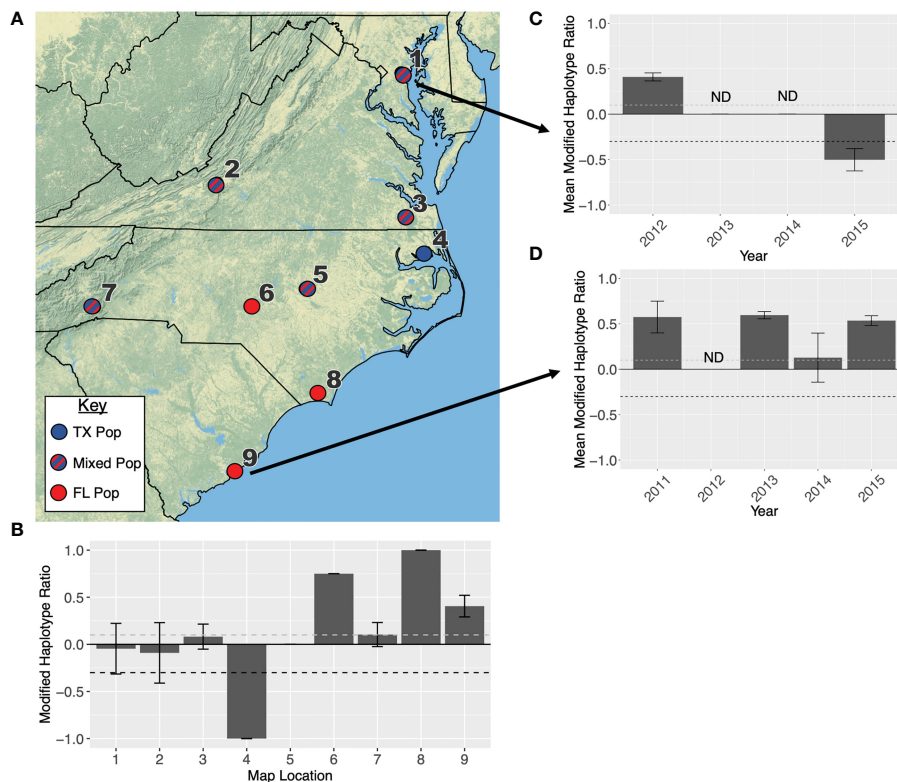 A
1
2
3
4
5
6
7
8
9
Key
TX Pop
Mixed Pop
FL Pop
C
Mean Modified Haplotype Ratio
1.0
0.5
0.0
−0.5
−1.0
ND
ND
2012
2013
2014
2015
Year
D
Mean Modified Haplotype Ratio
1.0
0.5
0.0
−0.5
−1.0
ND
2011
2012
2013
2014
2015
Year
B
Modified Haplotype Ratio
1.0
0.5
0.0
−0.5
−1.0
1 2 3 4 5 6 7 8 9
Map Location